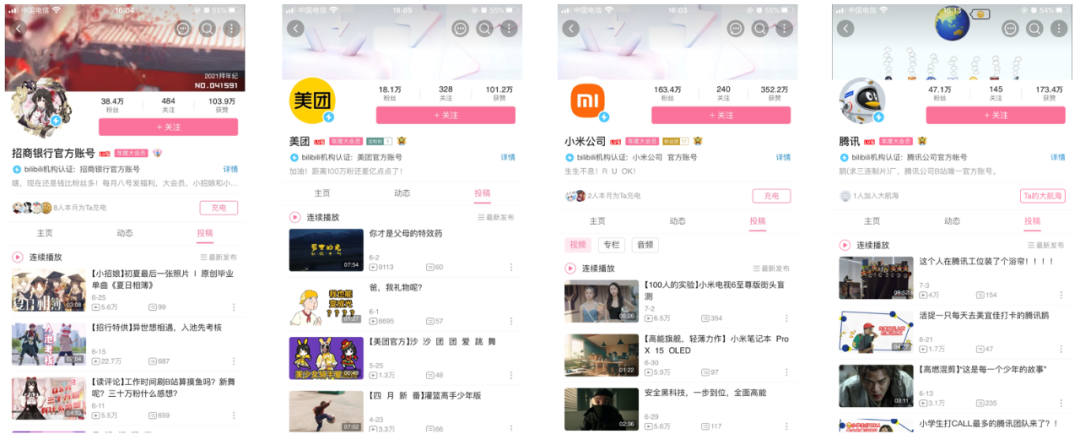 中国电信
16:04
55%
2021拜年纪
NO.041591
38.4万
484
103.9万
粉丝
关注
获赞
+ 关注
招商银行官方账号
年度大会员
bilibili机构认证：招商银行官方账号
详情
嗨，现在还是钱比粉丝多！每月八号发福利，大会员、小招娘和小...
8人本月为Ta充电
充电
主页
动态
投稿
连续播放
最新发布
【小招娘】初夏最后一张照片 | 原创毕业
单曲《夏日相薄》
6-25
5.6万
99
【招行特供】异世想相遇，入池先考核
6-15
22.7万
687
【读评论】工作时间刷B站算摸鱼吗？新舞
呢？三十万粉什么感想？
6-11
5.5万
659
中国电信
16:05
55%
美团
18.1万
328
101.2万
粉丝
关注
获赞
+ 关注
美团
年度大会员
bilibili机构认证：美团官方账号
详情
加油！距离100万粉还差亿点点了！
主页
动态
投稿
连续播放
最新发布
你才是父母的特效药
07:54
6-2
9113
60
爸，我礼物呢？
6-1
6695
57
【美团官方】沙 沙 团 团 爱 跳 舞
美少女猜手星
00:40
5-25
1.3万
48
【四 月 新 番】灌篮高手少年版
07:02
4-23
3.3万
66
中国电信
16:03
55%
163.4万
240
352.2万
粉丝
关注
获赞
+ 关注
小米公司
年度大会员
bilibili机构认证：小米公司 官方账号
详情
生生不息！R U OK！
2人本月为Ta充电
充电
主页
动态
投稿
视频
专栏
音频
连续播放
最新发布
【100人的实验】小米电视6至尊版街头盲
测
7-2
6.5万
394
【高能旗舰，轻薄力作】小米笔记本 Pro
X 15 OLED
01:22
6-30
6.6万
221
安全黑科技，一步到位，全面高能
6-29
5.6万
117
中国电信
54%
47.1万
145
173.4万
粉丝
关注
获赞
+ 关注
腾讯
年度大会员
bilibili机构认证：腾讯公司官方账号
详情
鹅(求三连制片)厂，腾讯公司B站唯一官方账号。
1人加入大航海
Ta的大航海
主页
动态
投稿
连续播放
最新发布
这个人在腾讯工位装了个浴帘！！！！
7-3
4万
154
活捉一只每天去美宜佳打卡的腾讯鹅
6-21
1.7万
47
【高燃混剪】“这是每一个少年的故事”
03:11
6-20
3.1万
235
小学生打CALL最多的腾讯团队来了？！